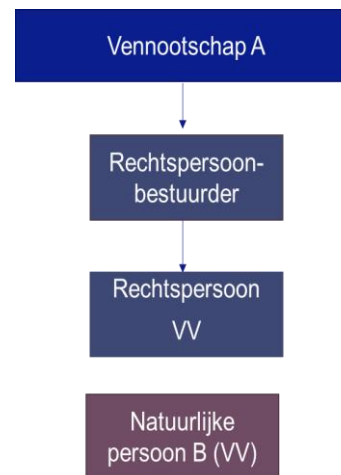 Vennootschap A
Rechtspersoon-
bestuurder
Rechtspersoon
VV
Natuurlijke
persoon B (VV)